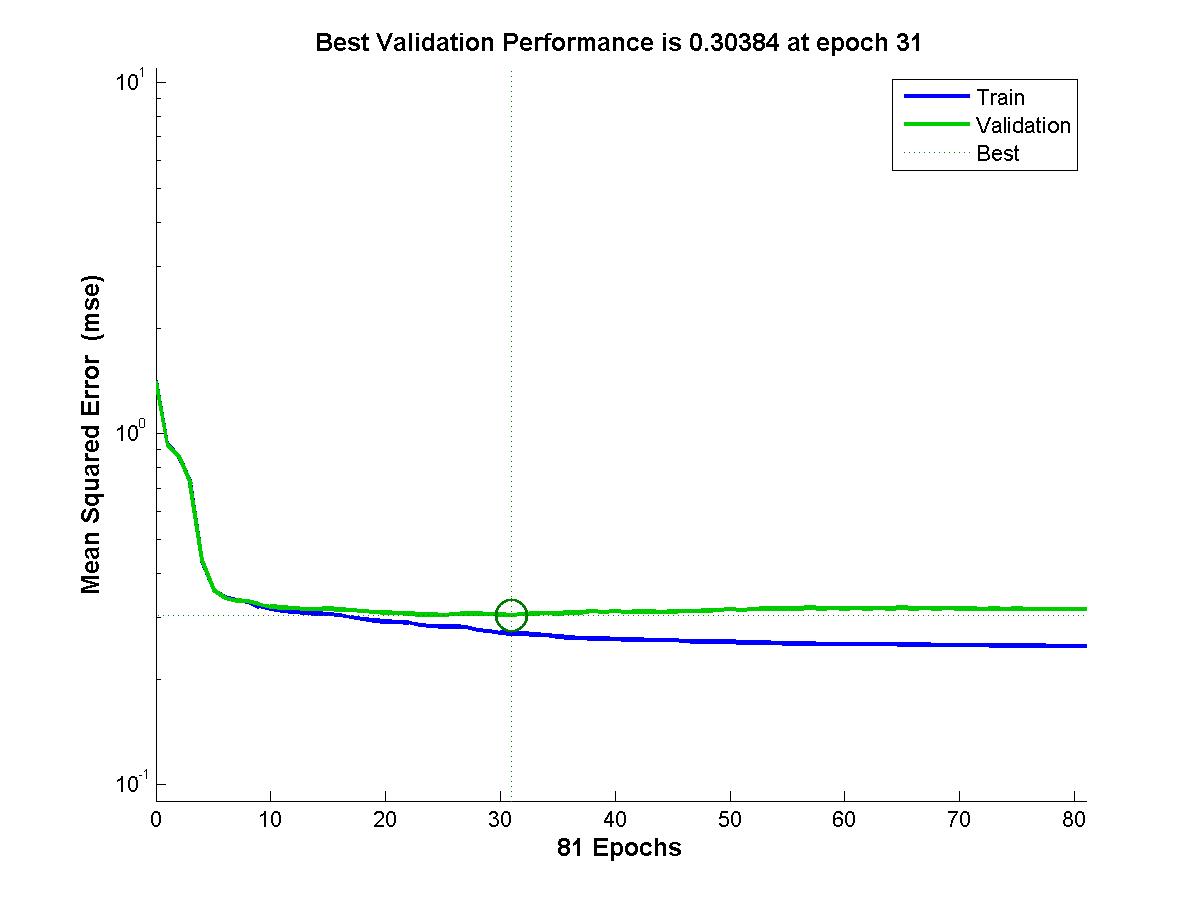 Best Validation Performance is 0.30384 at epoch 31
10^1
Train
Validation
Best
Mean Squared Error (mse)
10^0
10^-1
0 10 20 30 40 50 60 70 80
81 Epochs